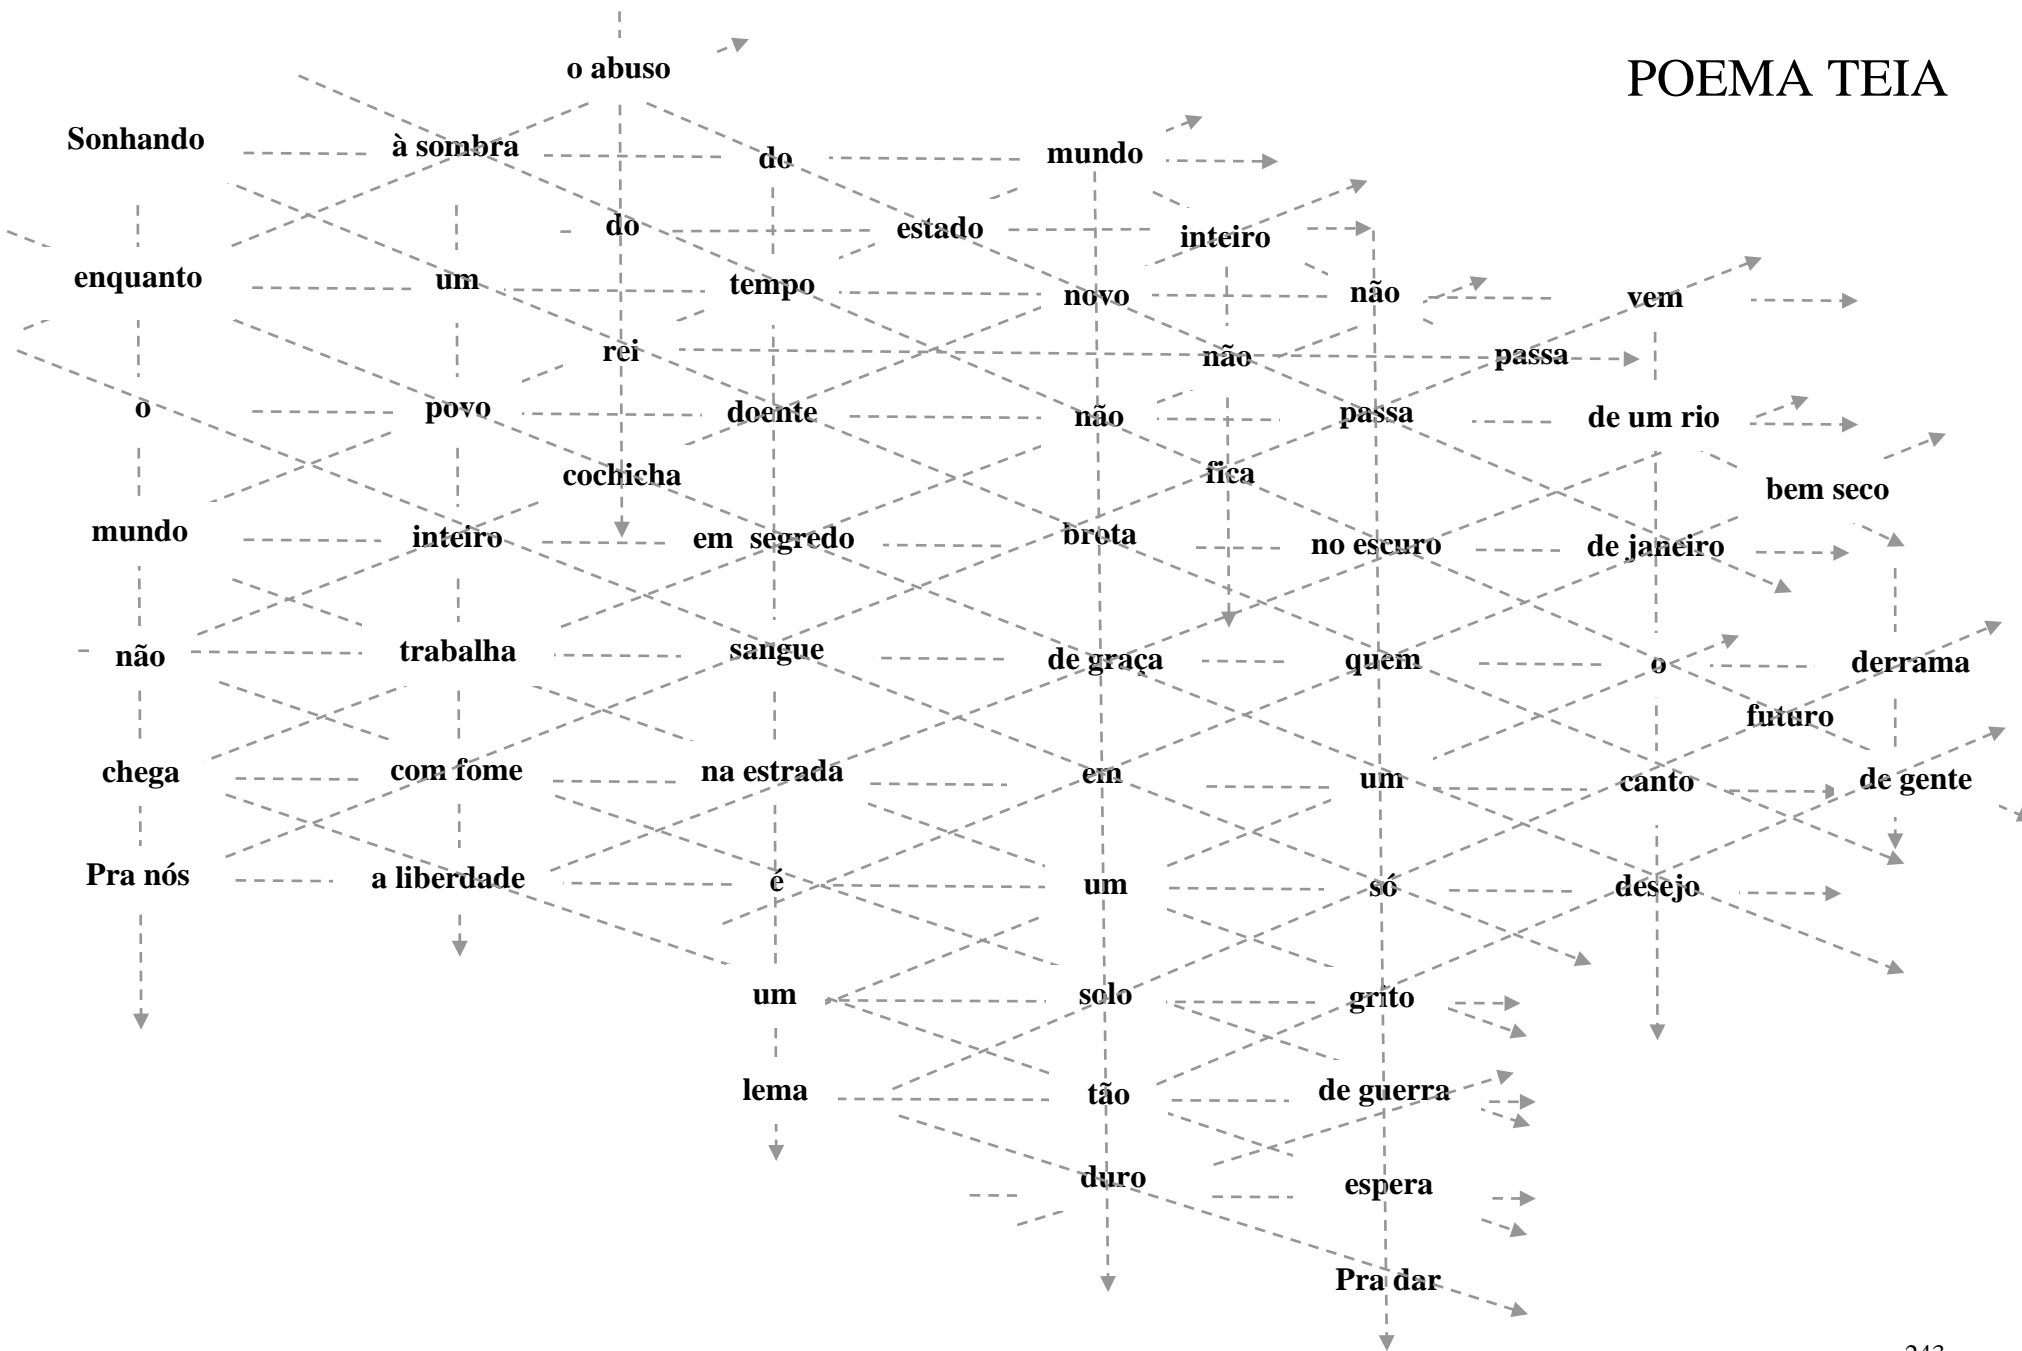 POEMA TEIA
o abuso
Sonhando à sombra do mundo
do estado inteiro
enquanto um tempo novo não vem
rei não passa
o povo doente não passa de um rio
cochicha fica bem seco
mundo inteiro em segredo brota no escuro de janeiro
não trabalha sangue de graça quem o derrama
futuro
chega com fome na estrada em um canto de gente
Pra nós a liberdade é um só desejo
um solo grito
lema tão de guerra
duro espera
Pra dar